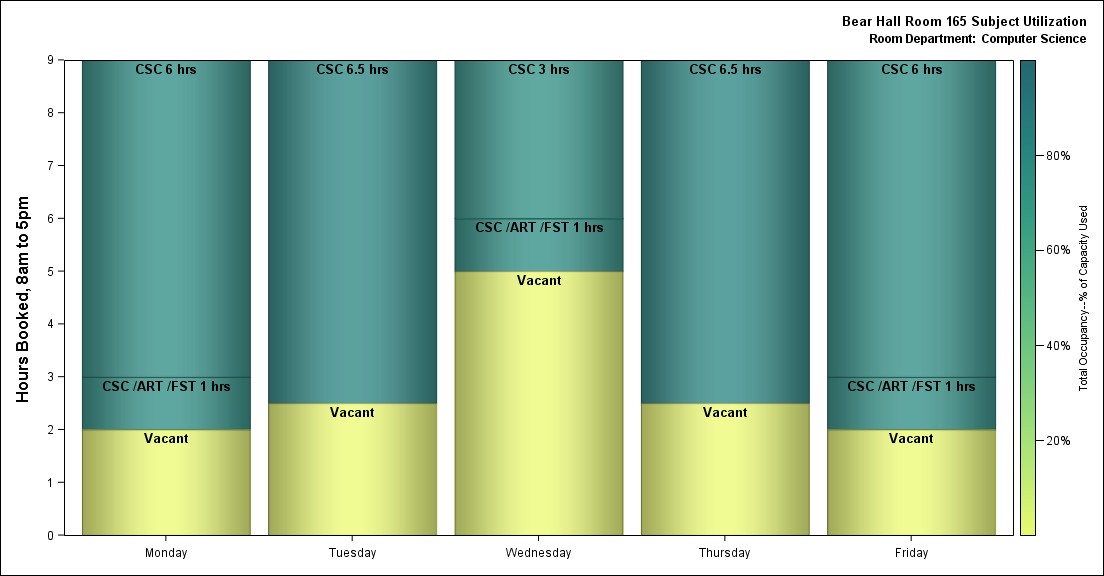 Bear Hall Room 165 Subject Utilization
Room Department: Computer Science
Hours Booked, 8am to 5pm
9
8
7
6
5
4
3
2
1
0
CSC 6 hrs
CSC /ART /FST 1 hrs
Vacant
CSC 6.5 hrs
Vacant
CSC 3 hrs
CSC /ART /FST 1 hrs
Vacant
CSC 6.5 hrs
Vacant
CSC 6 hrs
CSC /ART /FST 1 hrs
Vacant
Monday
Tuesday
Wednesday
Thursday
Friday
80%
60%
40%
20%
Total Occupancy--% of Capacity Used